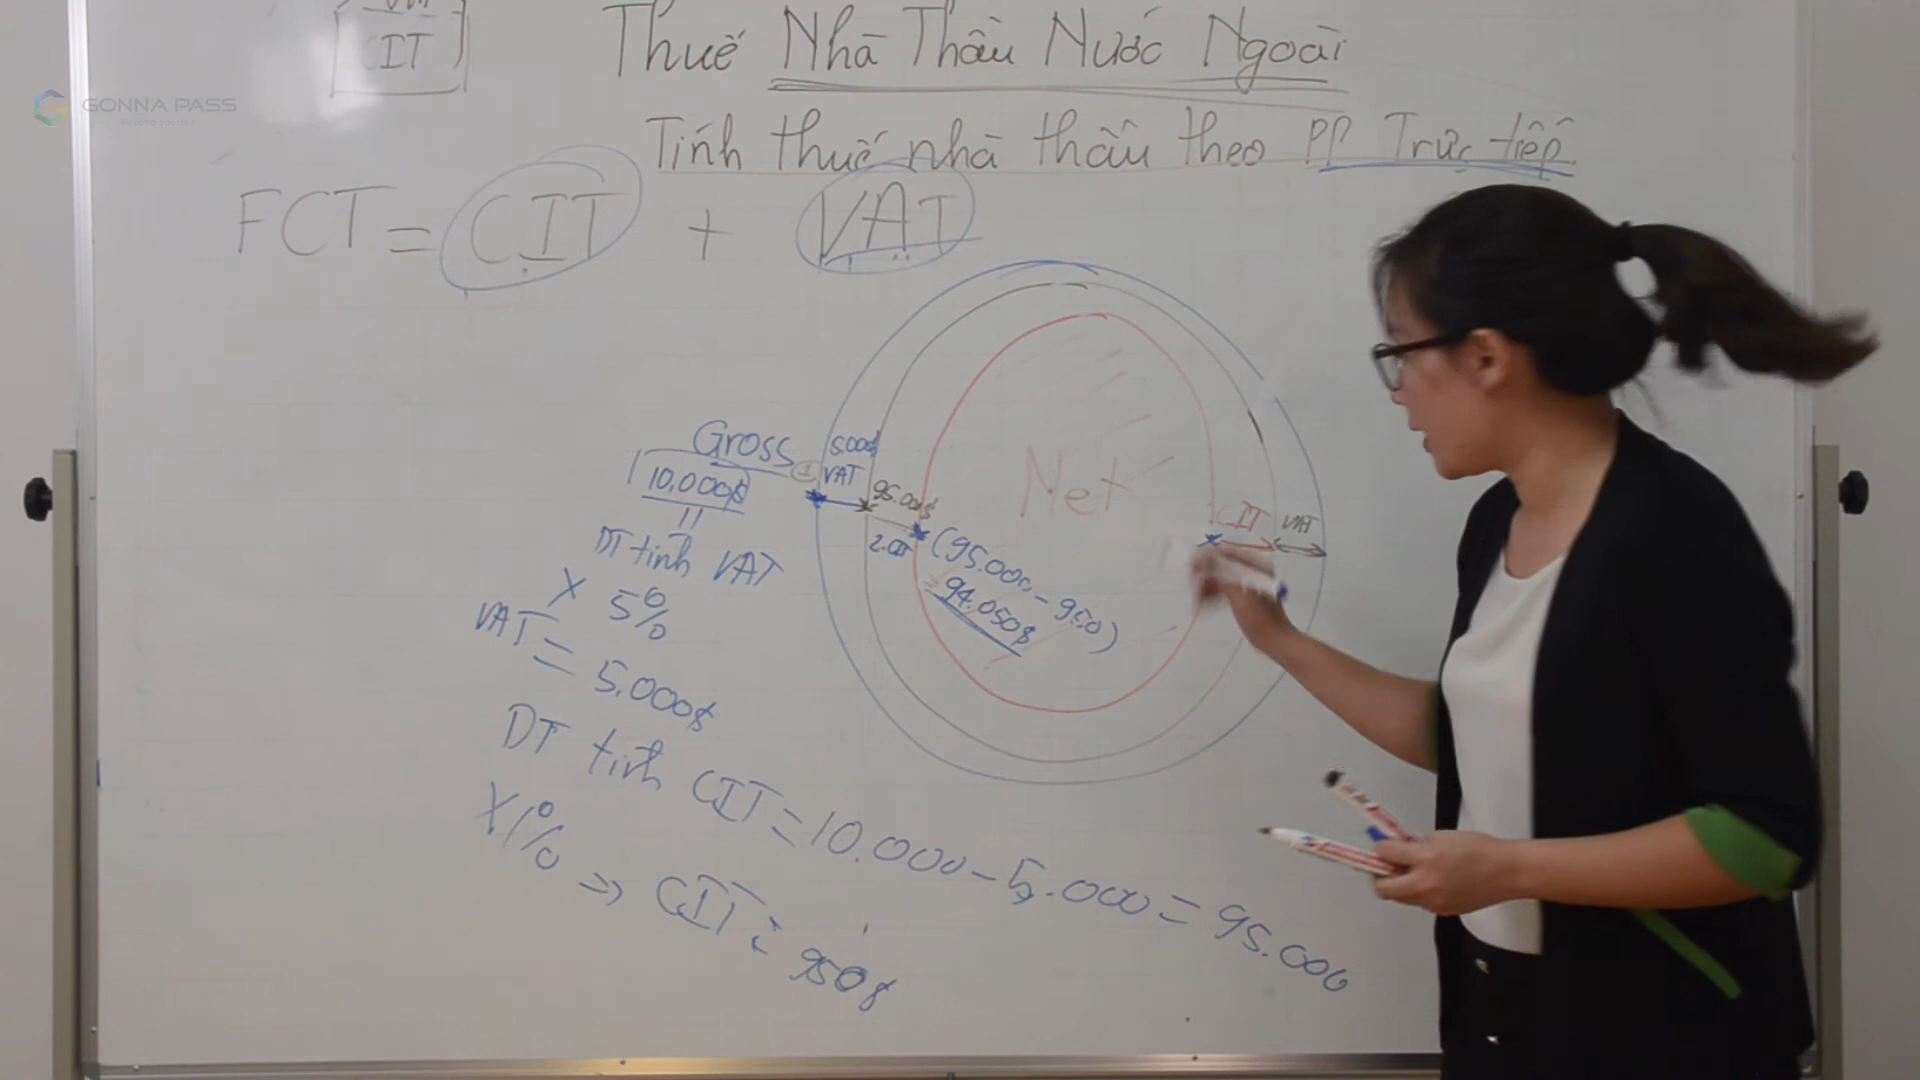 CIT
GONNA PASS
Thuế Nhà Thầu Nước Ngoài
Tính thuế nhà thầu theo PP Trực tiếp
FCT = CIT + VAT
Gross
10.000$
=
DT tính VAT
X 5%
VAT = 5.000$
5.000$
VAT
95.000$
2.CIT
Net
(95.000 - 950)
94.050$
CIT
VAT
DT tính CIT = 10.000 - 5.000 = 95.000
X 1%
=> CIT = 950$